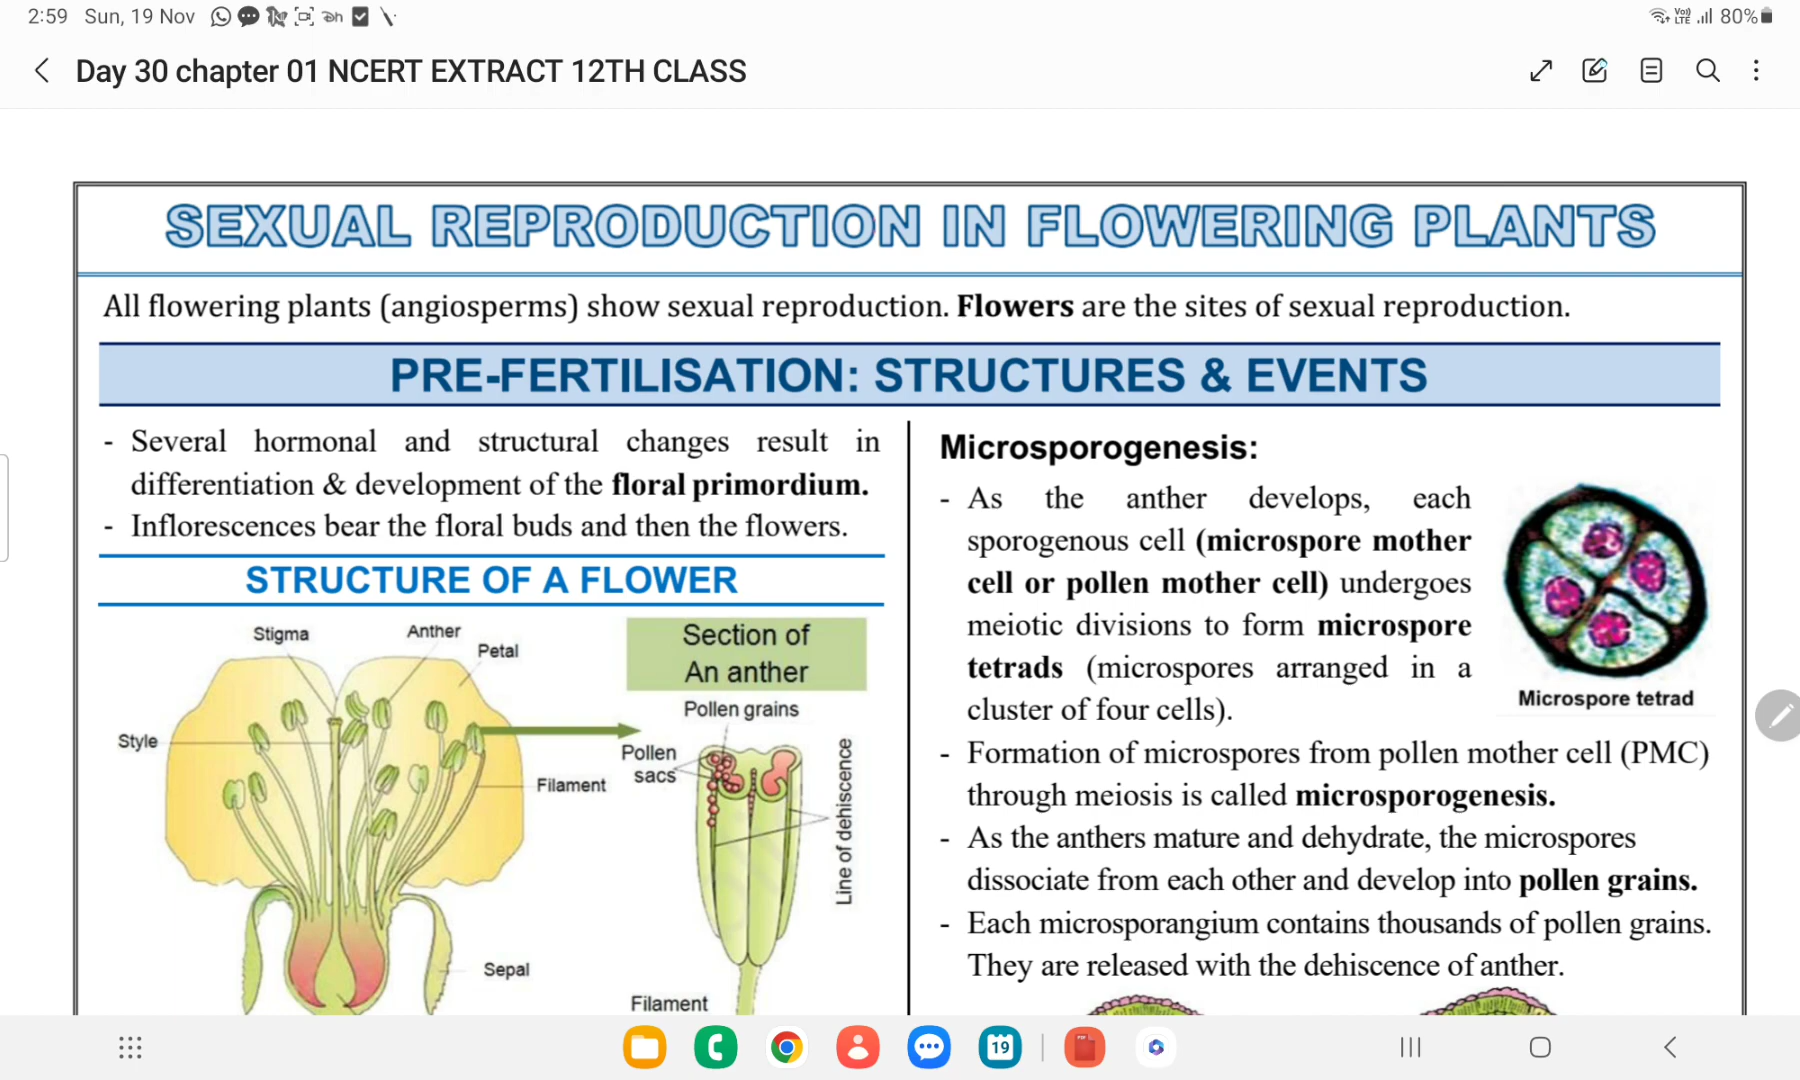 2:59 Sun, 19 Nov
Vo)) LTE 80%
Day 30 chapter 01 NCERT EXTRACT 12TH CLASS
SEXUAL REPRODUCTION IN FLOWERING PLANTS
All flowering plants (angiosperms) show sexual reproduction. Flowers are the sites of sexual reproduction.
PRE-FERTILISATION: STRUCTURES & EVENTS
- Several hormonal and structural changes result in
differentiation & development of the floral primordium.
- Inflorescences bear the floral buds and then the flowers.
STRUCTURE OF A FLOWER
Stigma
Anther
Petal
Style
Filament
Sepal
Section of
An anther
Pollen grains
Pollen
sacs
Line of dehiscence
Filament
Microsporogenesis:
- As the anther develops, each
sporogenous cell (microspore mother
cell or pollen mother cell) undergoes
meiotic divisions to form microspore
tetrads (microspores arranged in a
cluster of four cells).
Microspore tetrad
- Formation of microspores from pollen mother cell (PMC)
through meiosis is called microsporogenesis.
- As the anthers mature and dehydrate, the microspores
dissociate from each other and develop into pollen grains.
- Each microsporangium contains thousands of pollen grains.
They are released with the dehiscence of anther.
19
PDF